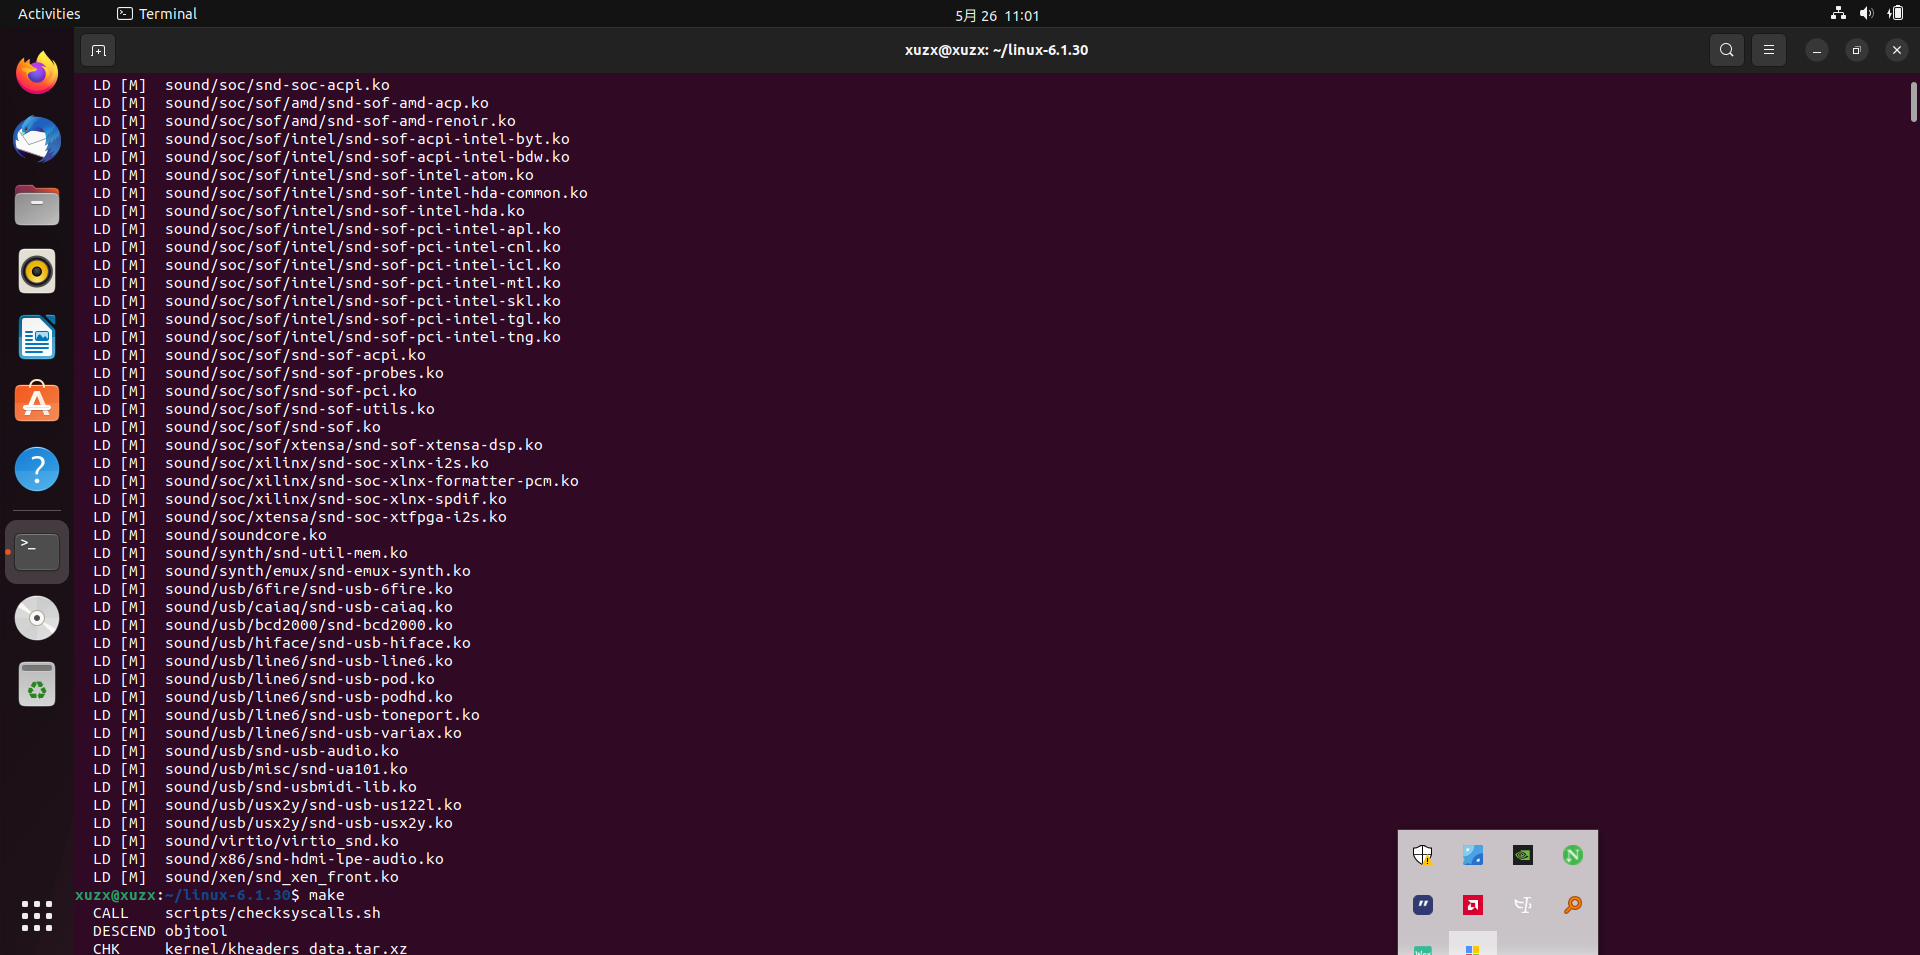 Activities
Terminal
5月 26 11:01
xuzx@xuzx: ~/linux-6.1.30
LD [M]  sound/soc/snd-soc-acpi.ko
LD [M]  sound/soc/sof/amd/snd-sof-amd-acp.ko
LD [M]  sound/soc/sof/amd/snd-sof-amd-renoir.ko
LD [M]  sound/soc/sof/intel/snd-sof-acpi-intel-byt.ko
LD [M]  sound/soc/sof/intel/snd-sof-acpi-intel-bdw.ko
LD [M]  sound/soc/sof/intel/snd-sof-intel-atom.ko
LD [M]  sound/soc/sof/intel/snd-sof-intel-hda-common.ko
LD [M]  sound/soc/sof/intel/snd-sof-intel-hda.ko
LD [M]  sound/soc/sof/intel/snd-sof-pci-intel-apl.ko
LD [M]  sound/soc/sof/intel/snd-sof-pci-intel-cnl.ko
LD [M]  sound/soc/sof/intel/snd-sof-pci-intel-icl.ko
LD [M]  sound/soc/sof/intel/snd-sof-pci-intel-mtl.ko
LD [M]  sound/soc/sof/intel/snd-sof-pci-intel-skl.ko
LD [M]  sound/soc/sof/intel/snd-sof-pci-intel-tgl.ko
LD [M]  sound/soc/sof/intel/snd-sof-pci-intel-tng.ko
LD [M]  sound/soc/sof/snd-sof-acpi.ko
LD [M]  sound/soc/sof/snd-sof-probes.ko
LD [M]  sound/soc/sof/snd-sof-pci.ko
LD [M]  sound/soc/sof/snd-sof-utils.ko
LD [M]  sound/soc/sof/snd-sof.ko
LD [M]  sound/soc/sof/xtensa/snd-sof-xtensa-dsp.ko
LD [M]  sound/soc/xilinx/snd-soc-xlnx-i2s.ko
LD [M]  sound/soc/xilinx/snd-soc-xlnx-formatter-pcm.ko
LD [M]  sound/soc/xilinx/snd-soc-xlnx-spdif.ko
LD [M]  sound/soc/xtensa/snd-soc-xtfpga-i2s.ko
LD [M]  sound/soundcore.ko
LD [M]  sound/synth/snd-util-mem.ko
LD [M]  sound/synth/emux/snd-emux-synth.ko
LD [M]  sound/usb/6fire/snd-usb-6fire.ko
LD [M]  sound/usb/caiaq/snd-usb-caiaq.ko
LD [M]  sound/usb/bcd2000/snd-bcd2000.ko
LD [M]  sound/usb/hiface/snd-usb-hiface.ko
LD [M]  sound/usb/line6/snd-usb-line6.ko
LD [M]  sound/usb/line6/snd-usb-pod.ko
LD [M]  sound/usb/line6/snd-usb-podhd.ko
LD [M]  sound/usb/line6/snd-usb-toneport.ko
LD [M]  sound/usb/line6/snd-usb-variax.ko
LD [M]  sound/usb/snd-usb-audio.ko
LD [M]  sound/usb/misc/snd-ua101.ko
LD [M]  sound/usb/snd-usbmidi-lib.ko
LD [M]  sound/usb/usx2y/snd-usb-us122l.ko
LD [M]  sound/usb/usx2y/snd-usb-usx2y.ko
LD [M]  sound/virtio/virtio_snd.ko
LD [M]  sound/x86/snd-hdmi-lpe-audio.ko
LD [M]  sound/xen/snd_xen_front.ko
xuzx@xuzx:~/linux-6.1.30$ make
CALL    scripts/checksyscalls.sh
DESCEND objtool
CHK     kernel/kheaders_data.tar.xz